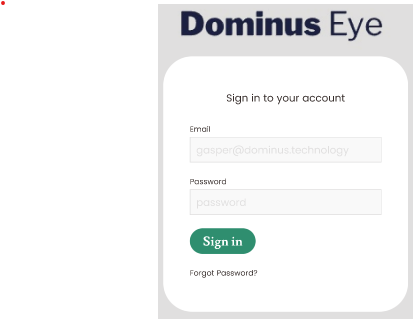 Dominus Eye
Sign in to your account
Email
gasper@dominus.technology
Password
password
Sign in
Forgot Password?